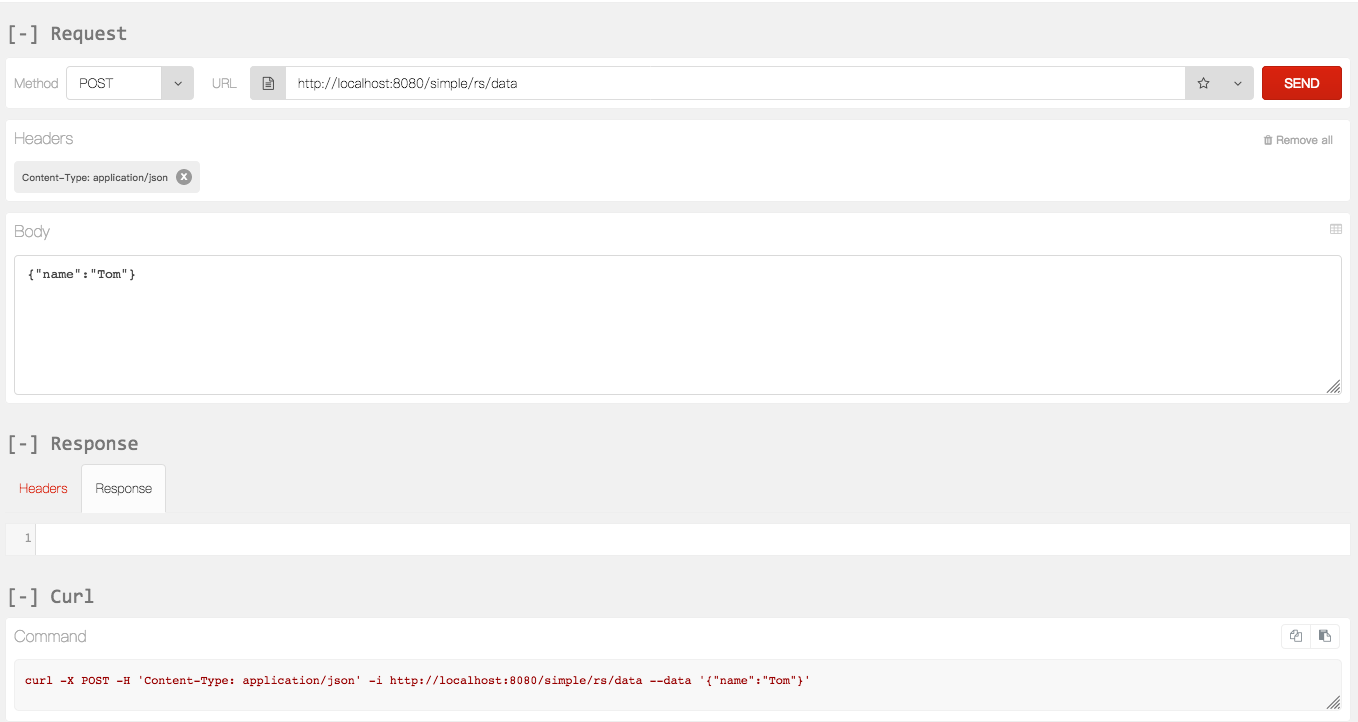 [-] Request
Method POST URL http://localhost:8080/simple/rs/data SEND
Headers Remove all
Content-Type: application/json X
Body
{"name":"Tom"}
[-] Response
Headers Response
1
[-] Curl
Command
curl -X POST -H 'Content-Type: application/json' -i http://localhost:8080/simple/rs/data --data '{"name":"Tom"}'